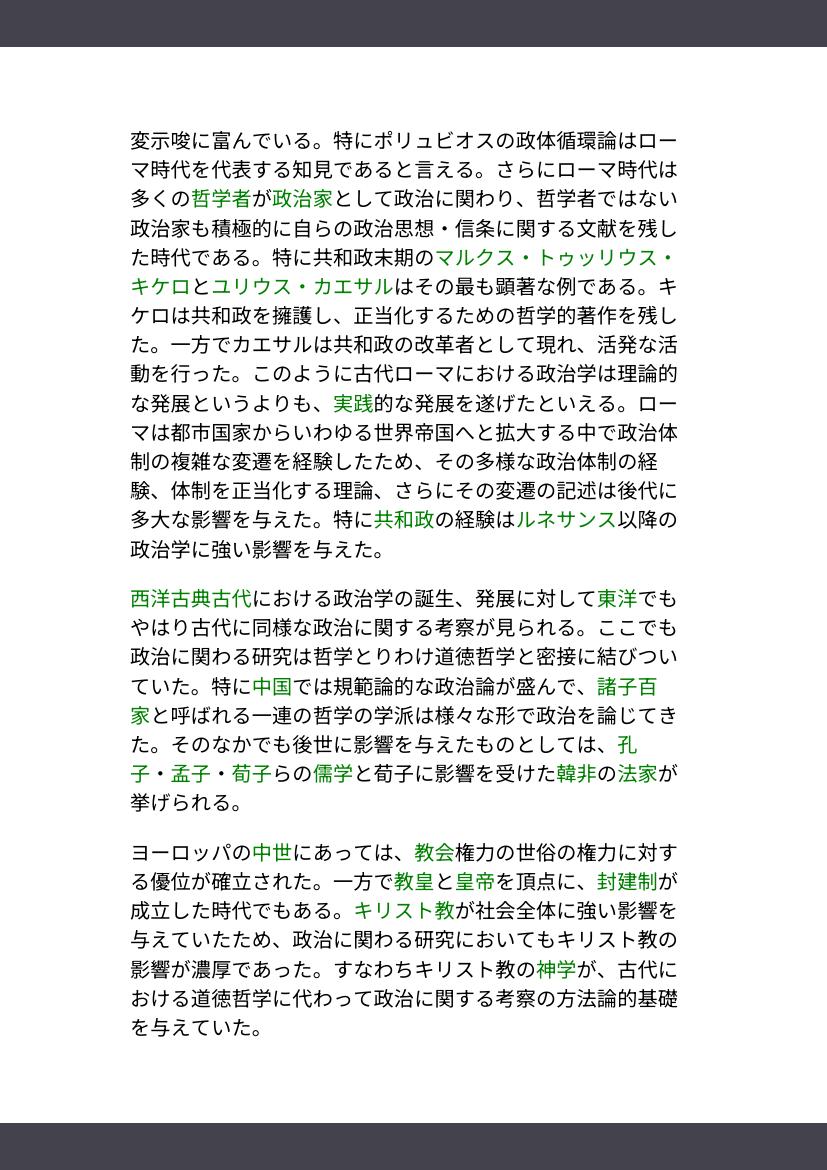 変示唆に富んでいる。特にポリュビオスの政体循環論はロー
マ時代を代表する知見であると言える。さらにローマ時代は
多くの哲学者が政治家として政治に関わり、哲学者ではない
政治家も積極的に自らの政治思想・信条に関する文献を残し
た時代である。特に共和政末期のマルクス・トゥッリウス・
キケロとユリウス・カエサルはその最も顕著な例である。キ
ケロは共和政を擁護し、正当化するための哲学的著作を残し
た。一方でカエサルは共和政の改革者として現れ、活発な活
動を行った。このように古代ローマにおける政治学は理論的
な発展というよりも、実践的な発展を遂げたといえる。ロー
マは都市国家からいわゆる世界帝国へと拡大する中で政治体
制の複雑な変遷を経験したため、その多様な政治体制の経
験、体制を正当化する理論、さらにその変遷の記述は後代に
多大な影響を与えた。特に共和政の経験はルネサンス以降の
政治学に強い影響を与えた。
西洋古典古代における政治学の誕生、発展に対して東洋でも
やはり古代に同様な政治に関する考察が見られる。ここでも
政治に関わる研究は哲学とりわけ道徳哲学と密接に結びつい
ていた。特に中国では規範論的な政治論が盛んで、諸子百
家と呼ばれる一連の哲学の学派は様々な形で政治を論じてき
た。そのなかでも後世に影響を与えたものとしては、孔
子・孟子・荀子らの儒学と荀子に影響を受けた韓非の法家が
挙げられる。
ヨーロッパの中世にあっては、教会権力の世俗の権力に対す
る優位が確立された。一方で教皇と皇帝を頂点に、封建制が
成立した時代でもある。キリスト教が社会全体に強い影響を
与えていたため、政治に関わる研究においてもキリスト教の
影響が濃厚であった。すなわちキリスト教の神学が、古代に
おける道徳哲学に代わって政治に関する考察の方法論的基礎
を与えていた。